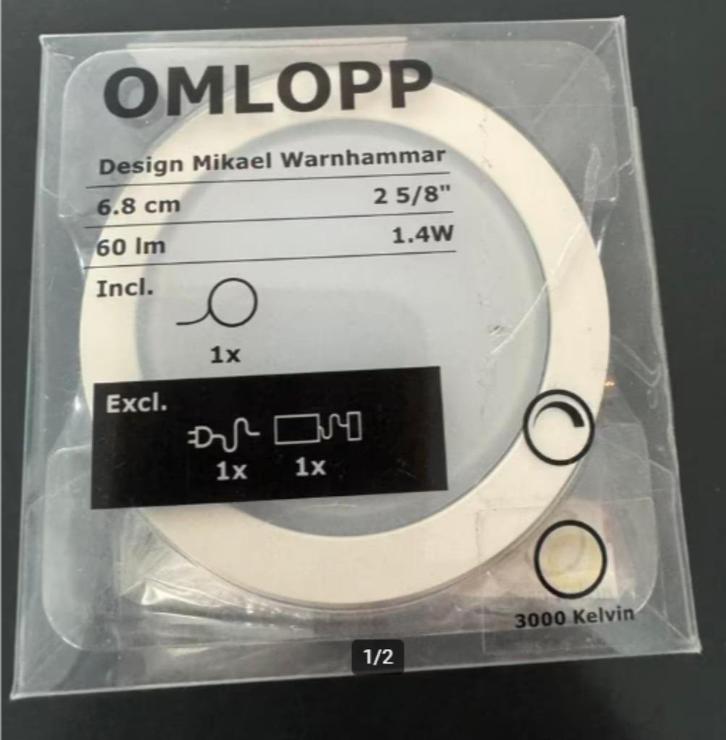 OMLOPP
Design Mikael Warnhammar
6.8 cm 2 5/8"
60 lm 1.4W
Incl.
1x
Excl.
1x 1x
3000 Kelvin
1/2